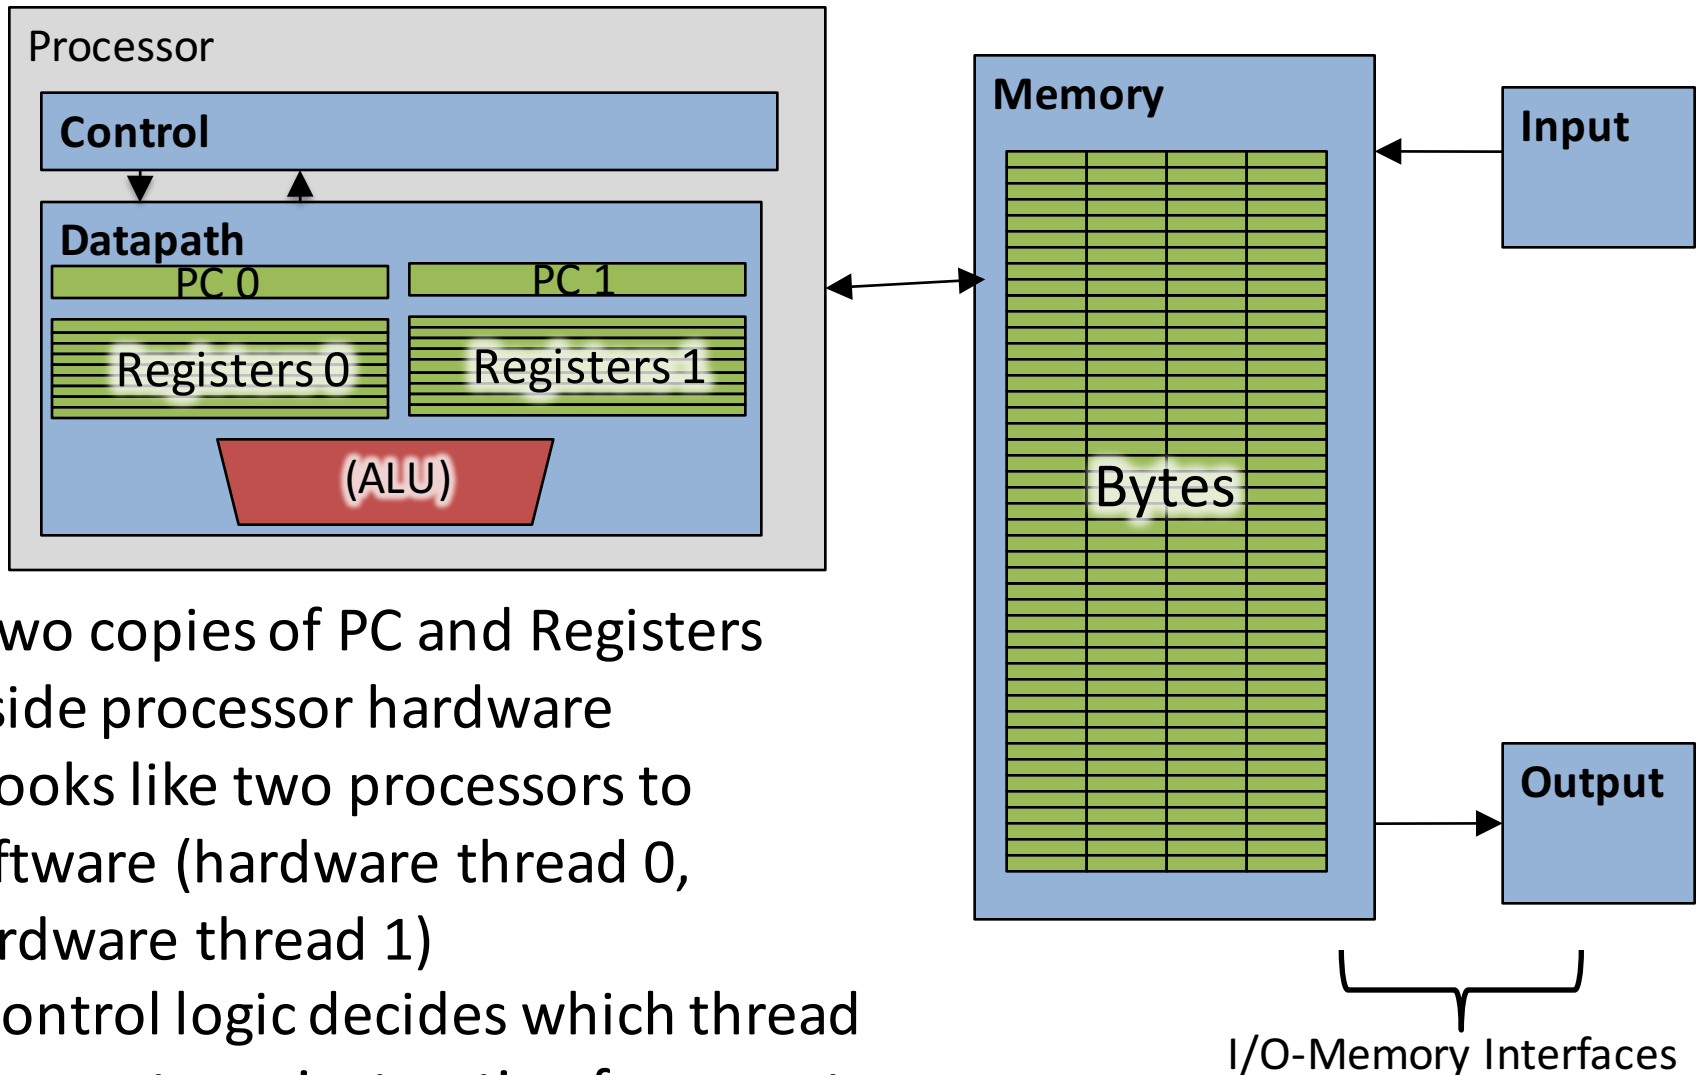 Processor
Control
Datapath
PC 0
PC 1
Registers 0
Registers 1
(ALU)
Memory
Bytes
Input
Output
I/O-Memory Interfaces
wo copies of PC and Registers
side processor hardware
ooks like two processors to
ftware (hardware thread 0,
rdware thread 1)
ontrol logic decides which thread